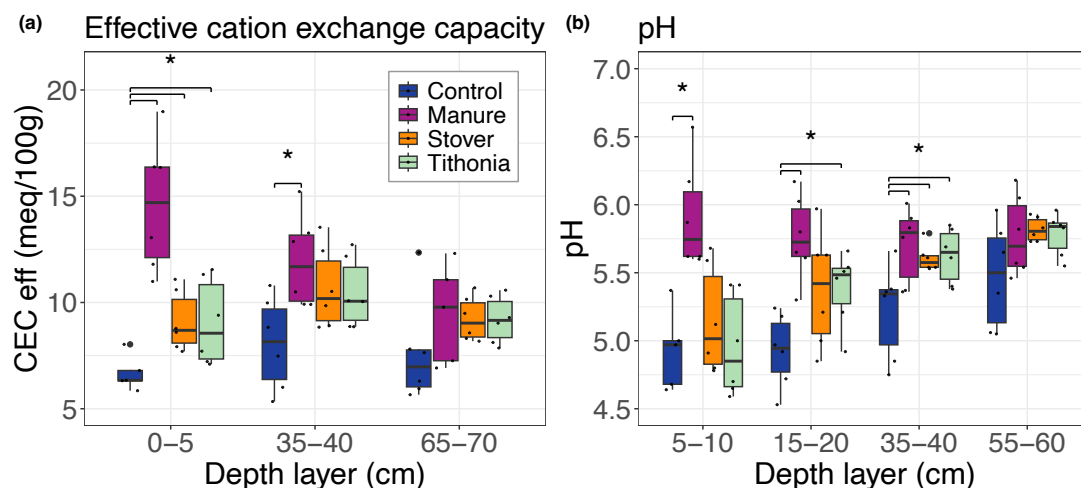 (a) Effective cation exchange capacity
CEC eff (meq/100g)
20
15
10
5
*
*
Control
Manure
Stover
Tithonia
0–5 35–40 65–70
Depth layer (cm)
(b) pH
pH
7.0
6.5
6.0
5.5
5.0
4.5
*
*
*
5–10 15–20 35–40 55–60
Depth layer (cm)